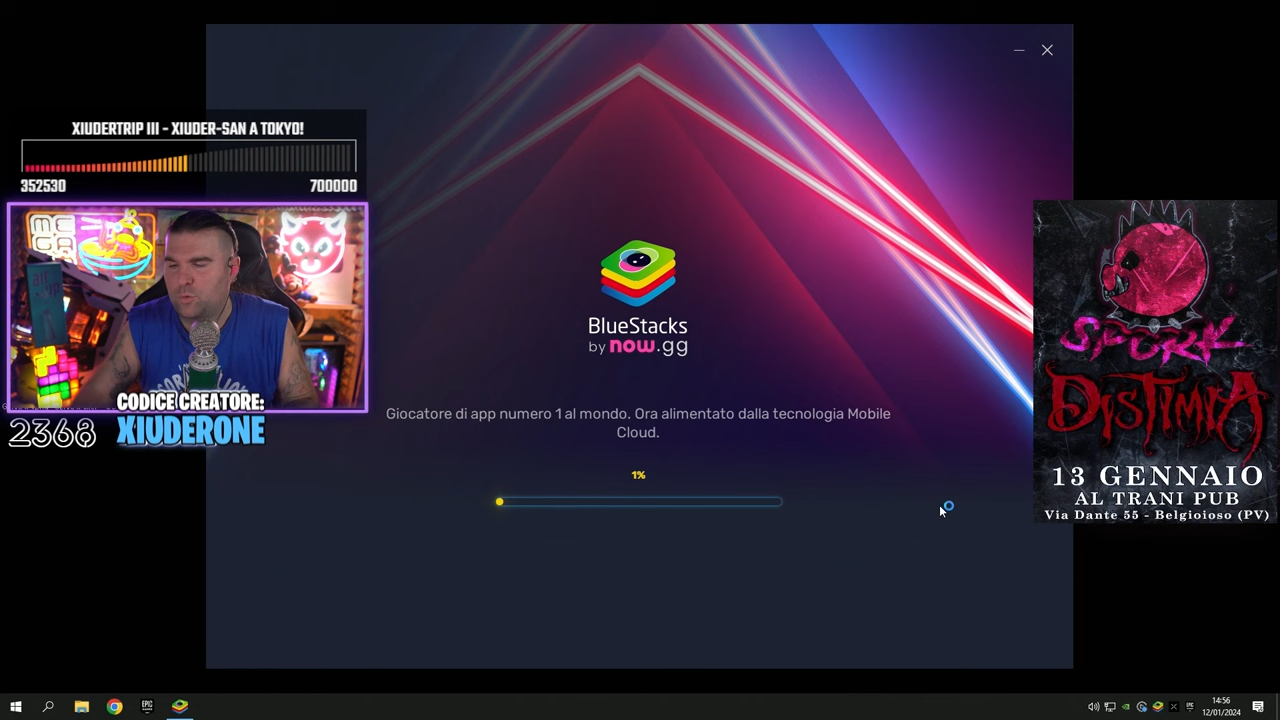 XIUDERTRIP III - XIUDER-SAN A TOKYO!
352530
700000
CODICE CREATORE:
2368
XIUDERONE
BlueStacks
by now.gg
Giocatore di app numero 1 al mondo. Ora alimentato dalla tecnologia Mobile
Cloud.
1%
SPORK
DISTIMIA
13 GENNAIO
AL TRANI PUB
Via Dante 55 - Belgioioso (PV)
EPIC
14:56
12/01/2024